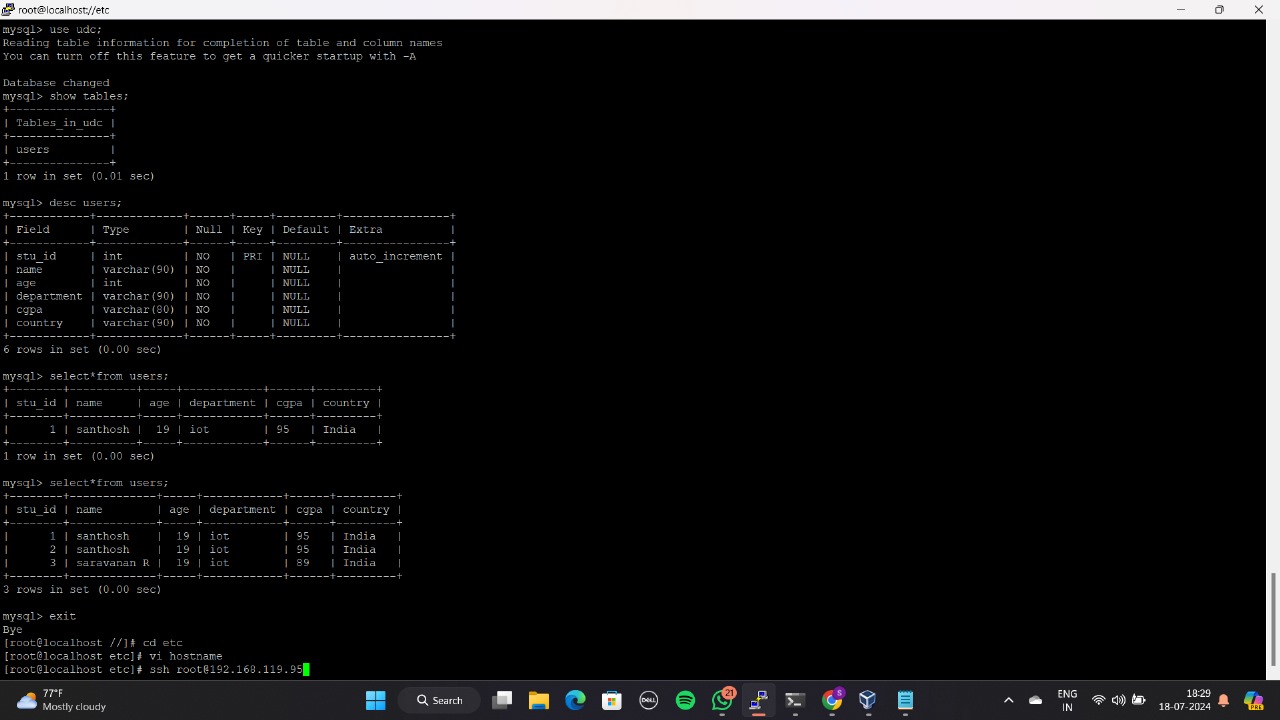 root@localhost://etc
mysql> use udc;
Reading table information for completion of table and column names
You can turn off this feature to get a quicker startup with -A
Database changed
mysql> show tables;
+---------------+
| Tables_in_udc |
+---------------+
| users         |
+---------------+
1 row in set (0.01 sec)
mysql> desc users;
+------------+-------------+------+-----+---------+----------------+
| Field      | Type        | Null | Key | Default | Extra          |
+------------+-------------+------+-----+---------+----------------+
| stu_id     | int         | NO   | PRI | NULL    | auto_increment |
| name       | varchar(90) | NO   |     | NULL    |                |
| age        | int         | NO   |     | NULL    |                |
| department | varchar(90) | NO   |     | NULL    |                |
| cgpa       | varchar(80) | NO   |     | NULL    |                |
| country    | varchar(90) | NO   |     | NULL    |                |
+------------+-------------+------+-----+---------+----------------+
6 rows in set (0.00 sec)
mysql> select*from users;
+--------+----------+-----+------------+------+---------+
| stu_id | name     | age | department | cgpa | country |
+--------+----------+-----+------------+------+---------+
|      1 | santhosh |  19 | iot        | 95   | India   |
+--------+----------+-----+------------+------+---------+
1 row in set (0.00 sec)
mysql> select*from users;
+--------+-------------+-----+------------+------+---------+
| stu_id | name        | age | department | cgpa | country |
+--------+-------------+-----+------------+------+---------+
|      1 | santhosh    |  19 | iot        | 95   | India   |
|      2 | santhosh    |  19 | iot        | 95   | India   |
|      3 | saravanan R |  19 | iot        | 89   | India   |
+--------+-------------+-----+------------+------+---------+
3 rows in set (0.00 sec)
mysql> exit
Bye
[root@localhost //]# cd etc
[root@localhost etc]# vi hostname
[root@localhost etc]# ssh root@192.168.119.95
77°F
Mostly cloudy
Search
DELL
21
S
ENG
IN
18:29
18-07-2024
PRE